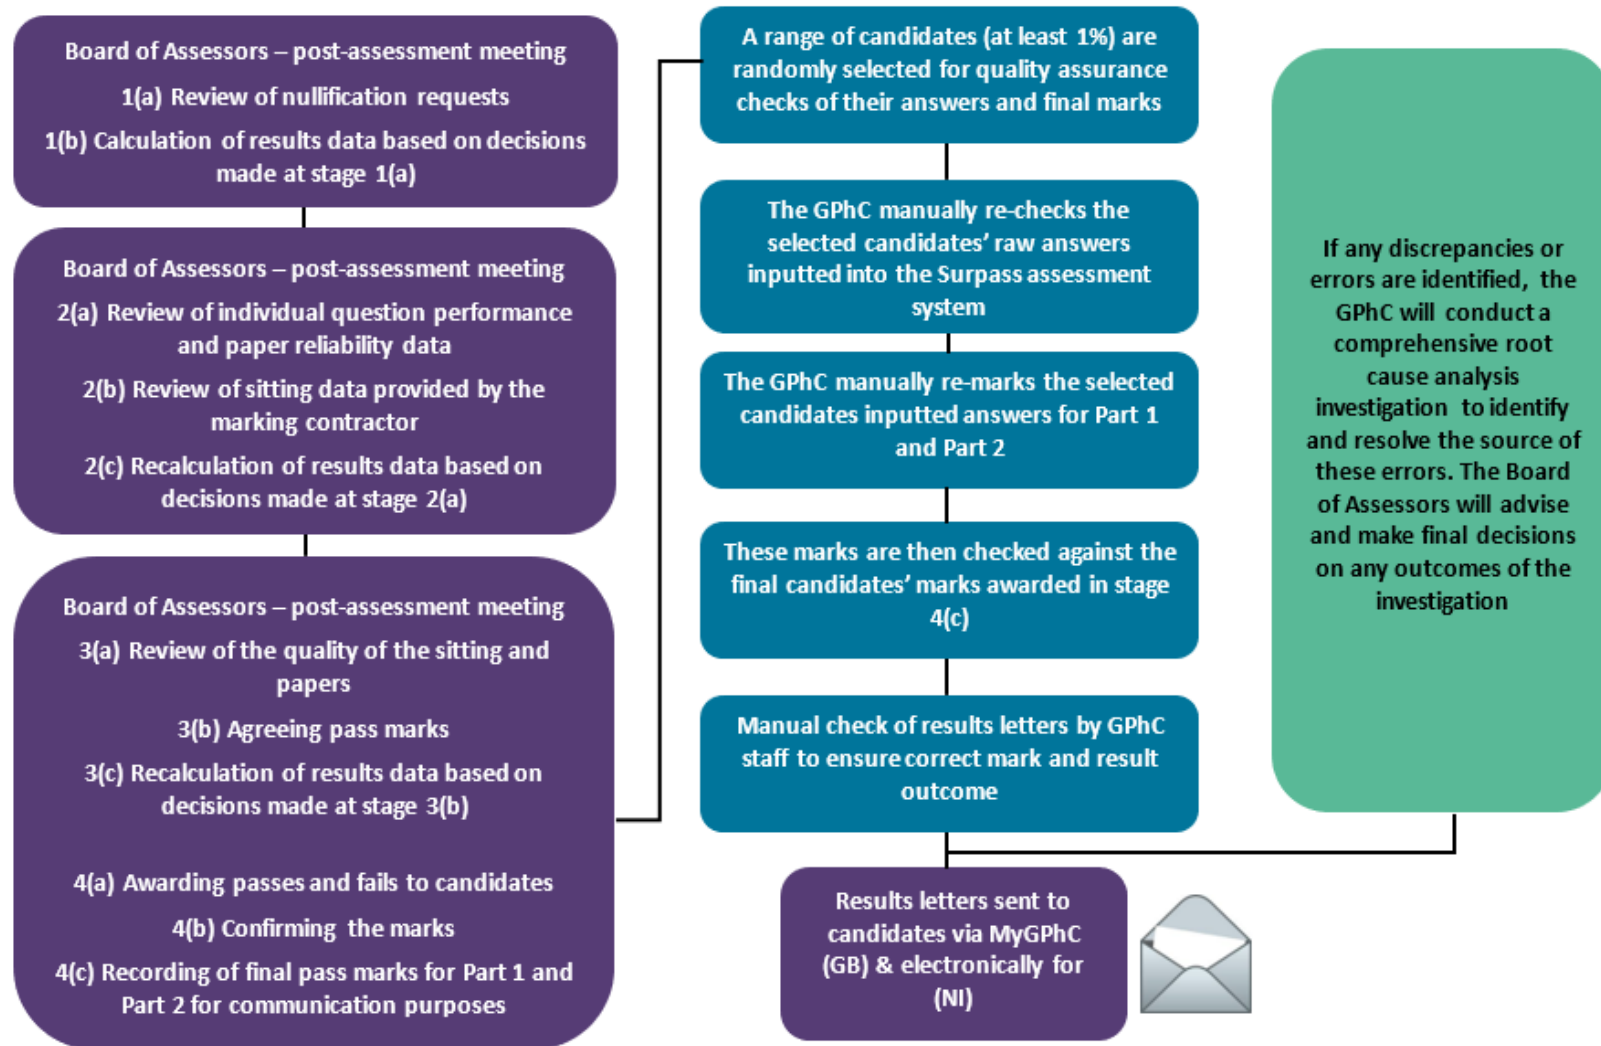 Board of Assessors – post-assessment meeting
1(a) Review of nullification requests
1(b) Calculation of results data based on decisions
made at stage 1(a)
Board of Assessors – post-assessment meeting
2(a) Review of individual question performance
and paper reliability data
2(b) Review of sitting data provided by the
marking contractor
2(c) Recalculation of results data based on
decisions made at stage 2(a)
Board of Assessors – post-assessment meeting
3(a) Review of the quality of the sitting and
papers
3(b) Agreeing pass marks
3(c) Recalculation of results data based on
decisions made at stage 3(b)
4(a) Awarding passes and fails to candidates
4(b) Confirming the marks
4(c) Recording of final pass marks for Part 1 and
Part 2 for communication purposes
A range of candidates (at least 1%) are
randomly selected for quality assurance
checks of their answers and final marks
The GPhC manually re-checks the
selected candidates' raw answers
inputted into the Surpass assessment
system
The GPhC manually re-marks the selected
candidates inputted answers for Part 1
and Part 2
These marks are then checked against the
final candidates' marks awarded in stage
4(c)
Manual check of results letters by GPhC
staff to ensure correct mark and result
outcome
Results letters sent to
candidates via MyGPhC
(GB) & electronically for
(NI)
If any discrepancies or
errors are identified, the
GPhC will conduct a
comprehensive root
cause analysis
investigation to identify
and resolve the source of
these errors. The Board
of Assessors will advise
and make final decisions
on any outcomes of the
investigation